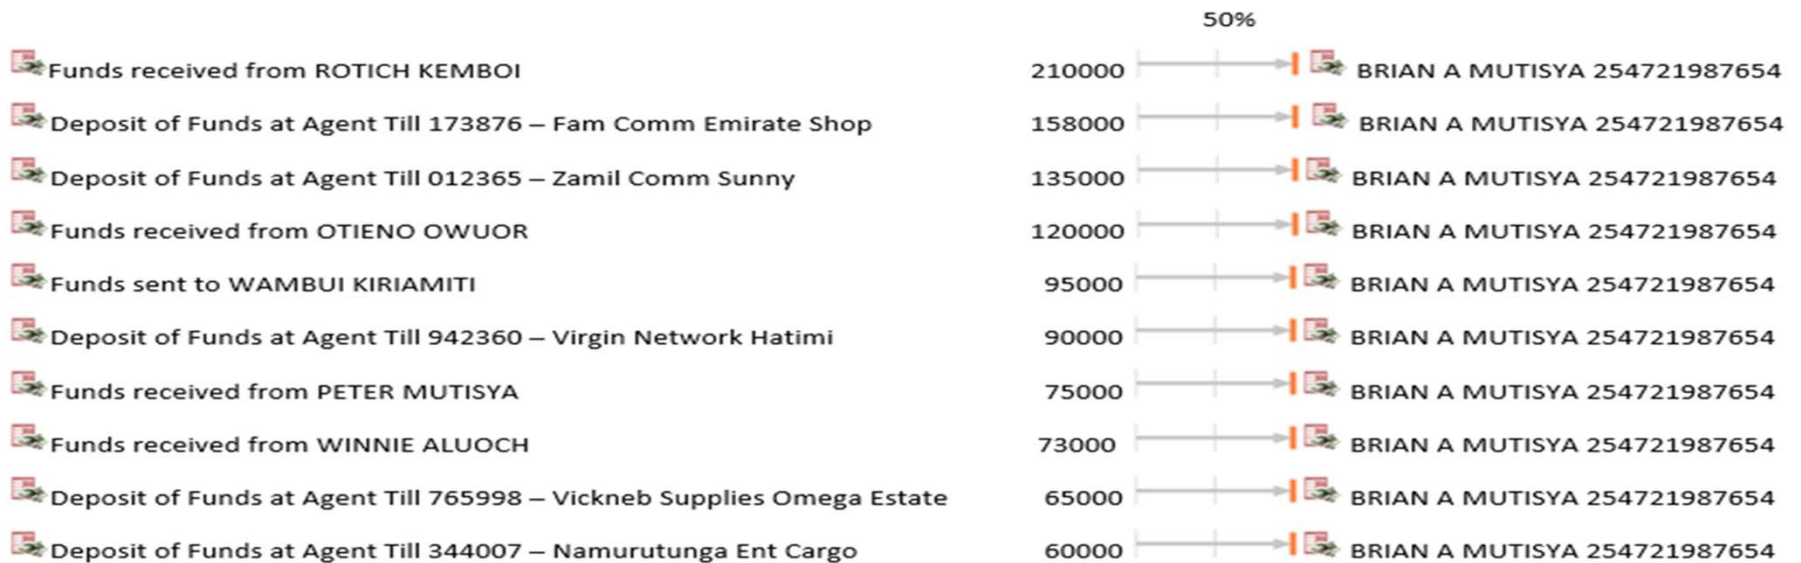 50%
Funds received from ROTICH KEMBOI 210000 BRIAN A MUTISYA 254721987654
Deposit of Funds at Agent Till 173876 – Fam Comm Emirate Shop 158000 BRIAN A MUTISYA 254721987654
Deposit of Funds at Agent Till 012365 – Zamil Comm Sunny 135000 BRIAN A MUTISYA 254721987654
Funds received from OTIENO OWUOR 120000 BRIAN A MUTISYA 254721987654
Funds sent to WAMBUI KIRIAMITI 95000 BRIAN A MUTISYA 254721987654
Deposit of Funds at Agent Till 942360 – Virgin Network Hatimi 90000 BRIAN A MUTISYA 254721987654
Funds received from PETER MUTISYA 75000 BRIAN A MUTISYA 254721987654
Funds received from WINNIE ALUOCH 73000 BRIAN A MUTISYA 254721987654
Deposit of Funds at Agent Till 765998 – Vickneb Supplies Omega Estate 65000 BRIAN A MUTISYA 254721987654
Deposit of Funds at Agent Till 344007 – Namurutunga Ent Cargo 60000 BRIAN A MUTISYA 254721987654